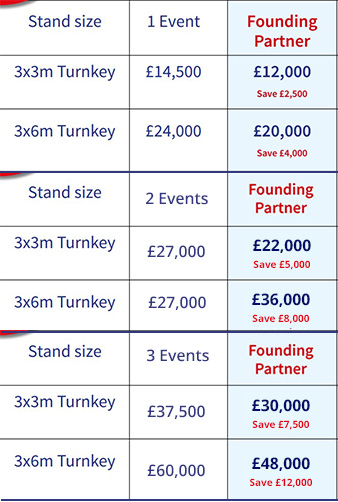 Stand size 1 Event Founding
Partner
3x3m Turnkey £14,500 £12,000
Save £2,500
3x6m Turnkey £24,000 £20,000
Save £4,000
Stand size 2 Events Founding
Partner
3x3m Turnkey £27,000 £22,000
Save £5,000
3x6m Turnkey £27,000 £36,000
Save £8,000
Stand size 3 Events Founding
Partner
3x3m Turnkey £37,500 £30,000
Save £7,500
3x6m Turnkey £60,000 £48,000
Save £12,000